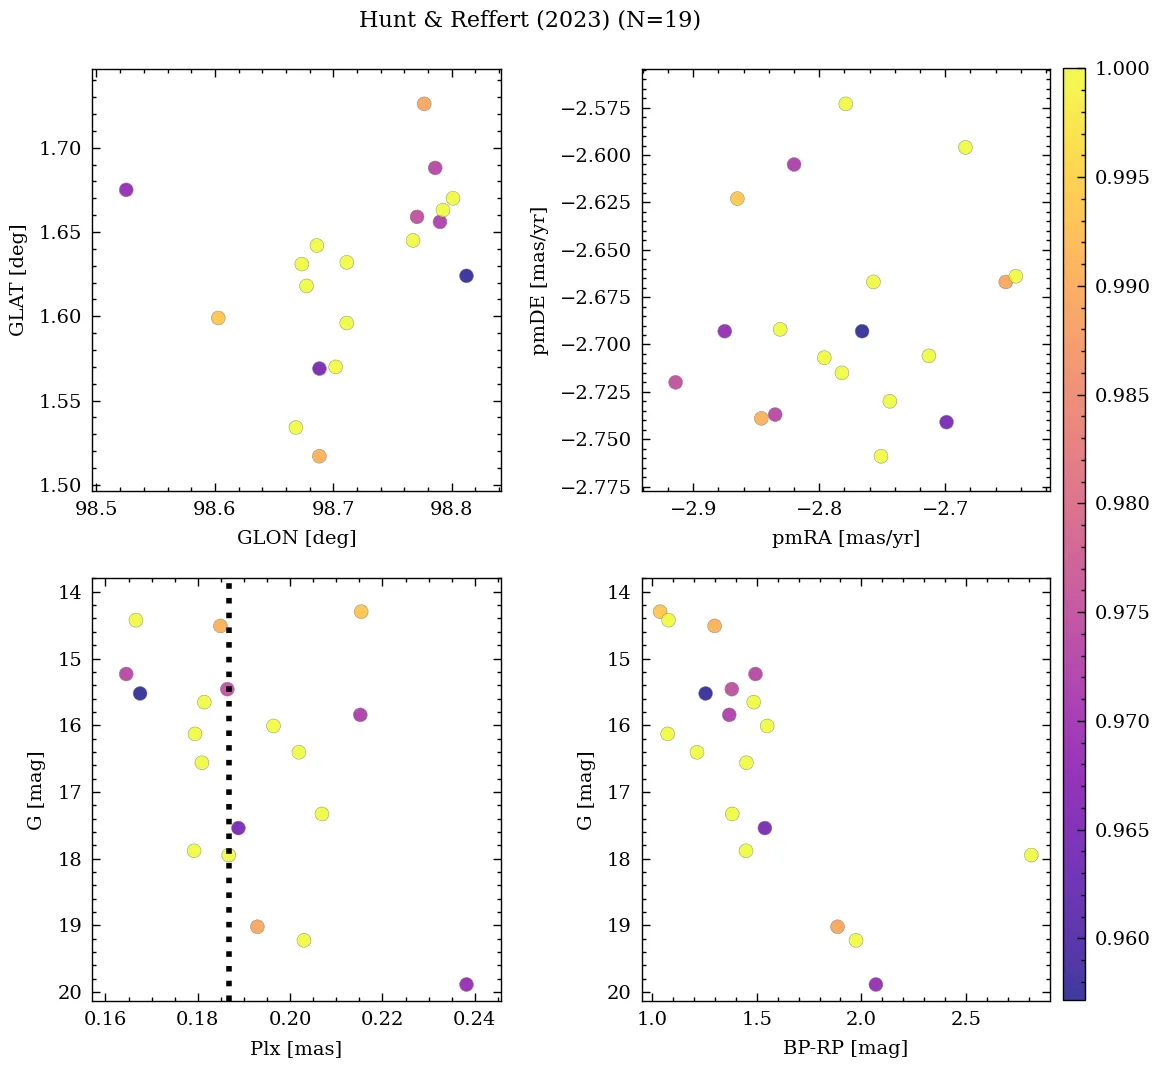 Hunt & Reffert (2023) (N=19)
1.70
1.65
1.60
1.55
1.50
GLAT [deg]
98.5 98.6 98.7 98.8
GLON [deg]
−2.575
−2.600
−2.625
−2.650
−2.675
−2.700
−2.725
−2.750
−2.775
pmDE [mas/yr]
−2.9 −2.8 −2.7
pmRA [mas/yr]
14
15
16
17
18
19
20
G [mag]
0.16 0.18 0.20 0.22 0.24
Plx [mas]
14
15
16
17
18
19
20
G [mag]
1.0 1.5 2.0 2.5
BP-RP [mag]
1.000
0.995
0.990
0.985
0.980
0.975
0.970
0.965
0.960